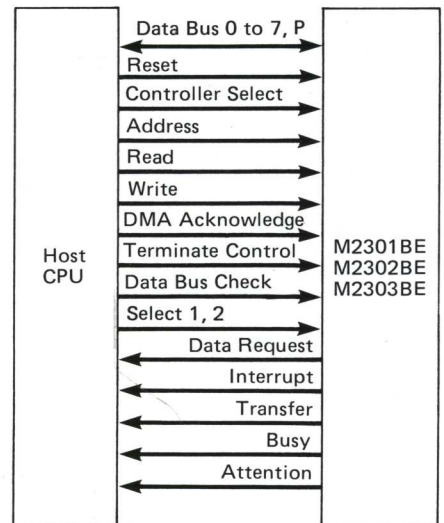 Data Bus 0 to 7, P
Reset
Controller Select
Address
Read
Write
DMA Acknowledge
Terminate Control
Data Bus Check
Select 1, 2
Data Request
Interrupt
Transfer
Busy
Attention
Host
CPU
M2301BE
M2302BE
M2303BE